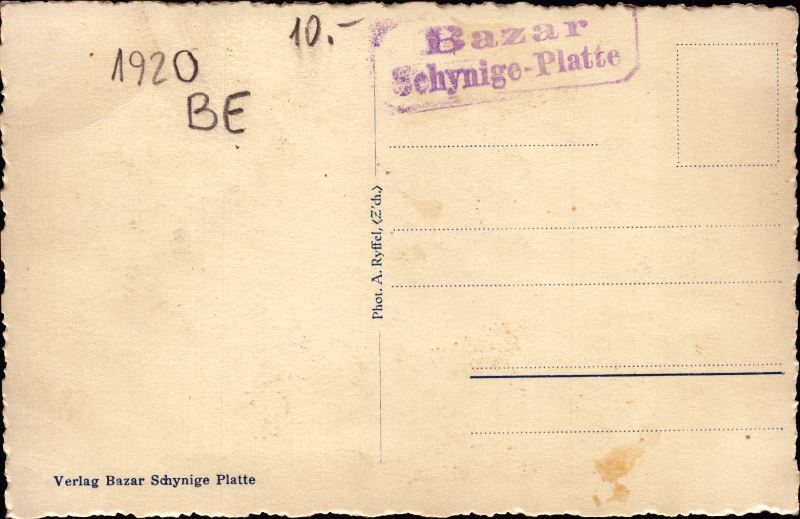 10.-
1920
BE
Bazar
Schynige-Platte
Phot. A. Ryffel, (Z'ch.)
Verlag Bazar Schynige Platte